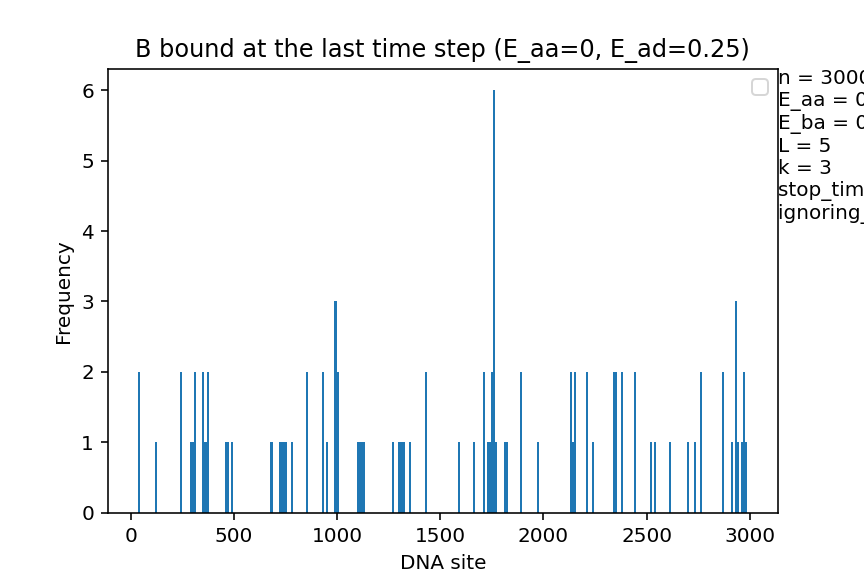 B bound at the last time step (E_aa=0, E_ad=0.25)
n = 3000
E_aa = 0
E_ba = 0
L = 5
k = 3
stop_tim
ignoring_
6
5
4
3
2
1
0
Frequency
0 500 1000 1500 2000 2500 3000
DNA site